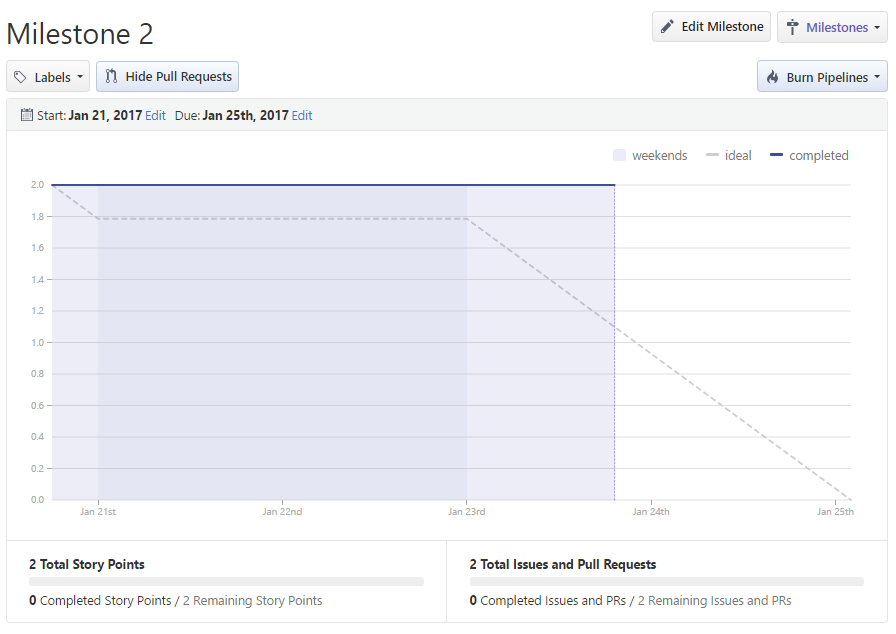 Milestone 2
Edit Milestone
Milestones
Labels
Hide Pull Requests
Burn Pipelines
Start: Jan 21, 2017 Edit Due: Jan 25th, 2017 Edit
weekends ideal completed
2.0
1.8
1.6
1.4
1.2
1.0
0.8
0.6
0.4
0.2
0.0
Jan 21st Jan 22nd Jan 23rd Jan 24th Jan 25th
2 Total Story Points
0 Completed Story Points / 2 Remaining Story Points
2 Total Issues and Pull Requests
0 Completed Issues and PRs / 2 Remaining Issues and PRs